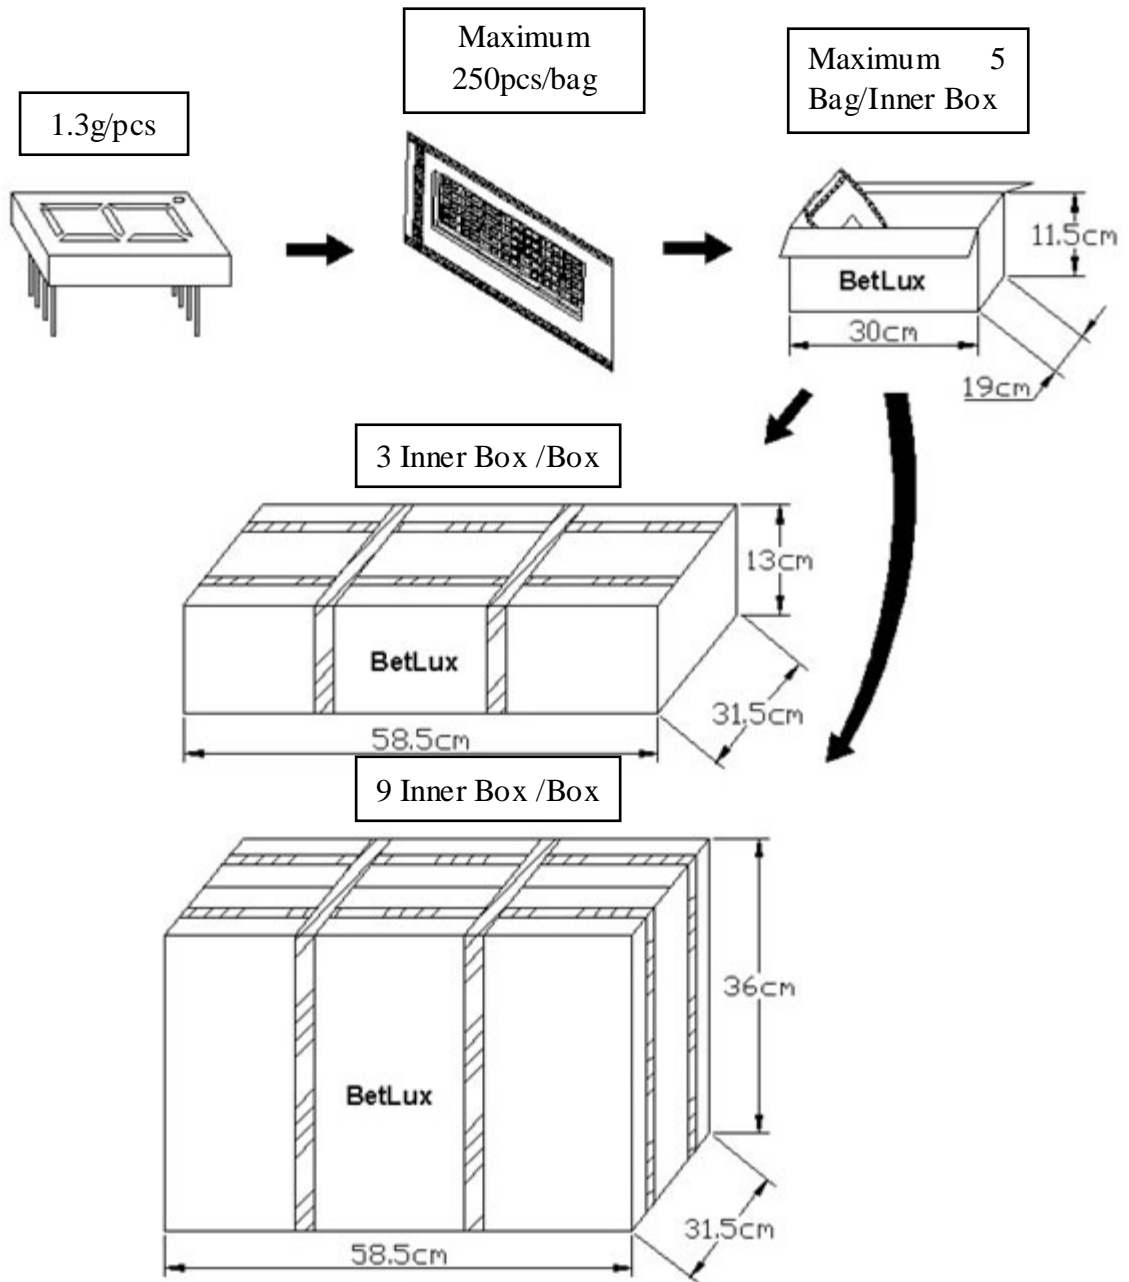 1.3g/pcs
Maximum
250pcs/bag
Maximum 5
Bag/Inner Box
BetLux
11.5cm
30cm
19cm
3 Inner Box /Box
BetLux
13cm
31.5cm
58.5cm
9 Inner Box /Box
BetLux
36cm
31.5cm
58.5cm